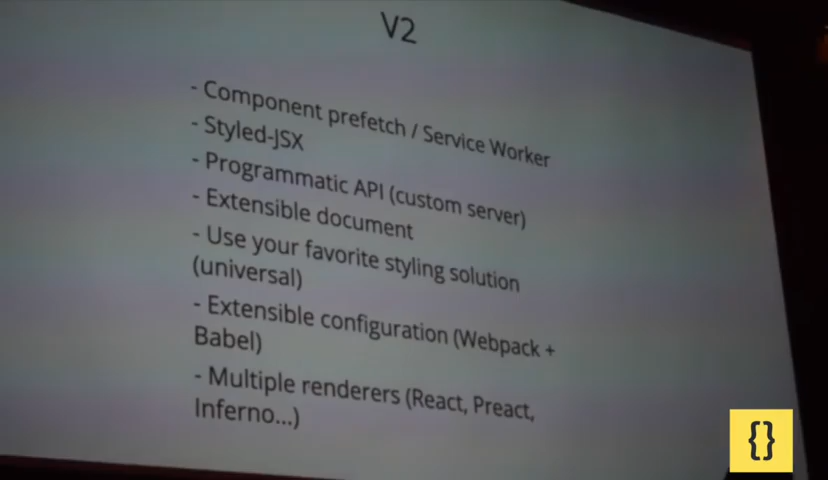 V2
- Component prefetch / Service Worker
- Styled-JSX
- Programmatic API (custom server)
- Extensible document
- Use your favorite styling solution
(universal)
- Extensible configuration (Webpack +
Babel)
- Multiple renderers (React, Preact,
Inferno...)
{}